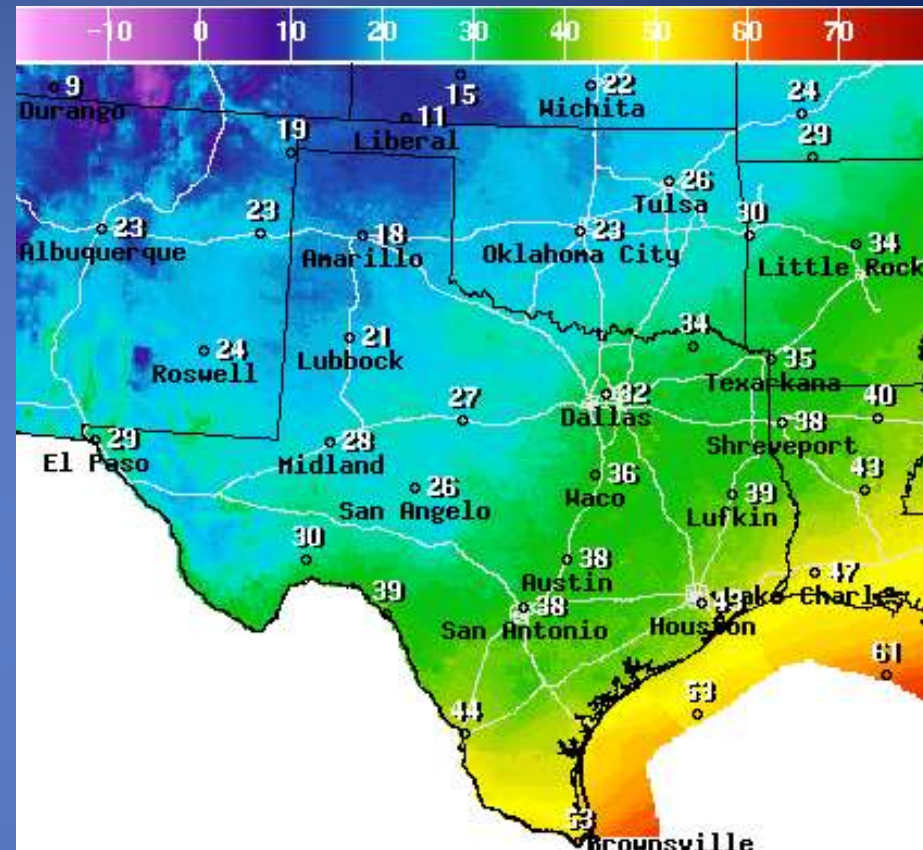 -10 0 10 20 30 40 50 60 70
9
Durango
15
22
Wichita
24
11
Liberal
19
29
26
Tulsa
23
Albuquerque
23
18
Amarillo
23
Oklahoma City
30
34
Little Rock
24
Roswell
21
Lubbock
34
35
Texarkana
27
32
Dallas
40
38
Shreveport
29
El Paso
28
Midland
36
Waco
43
26
San Angelo
39
Lufkin
30
38
Austin
47
Lake Charles
39
38
San Antonio
Houston
61
44
53
53
Brownsville